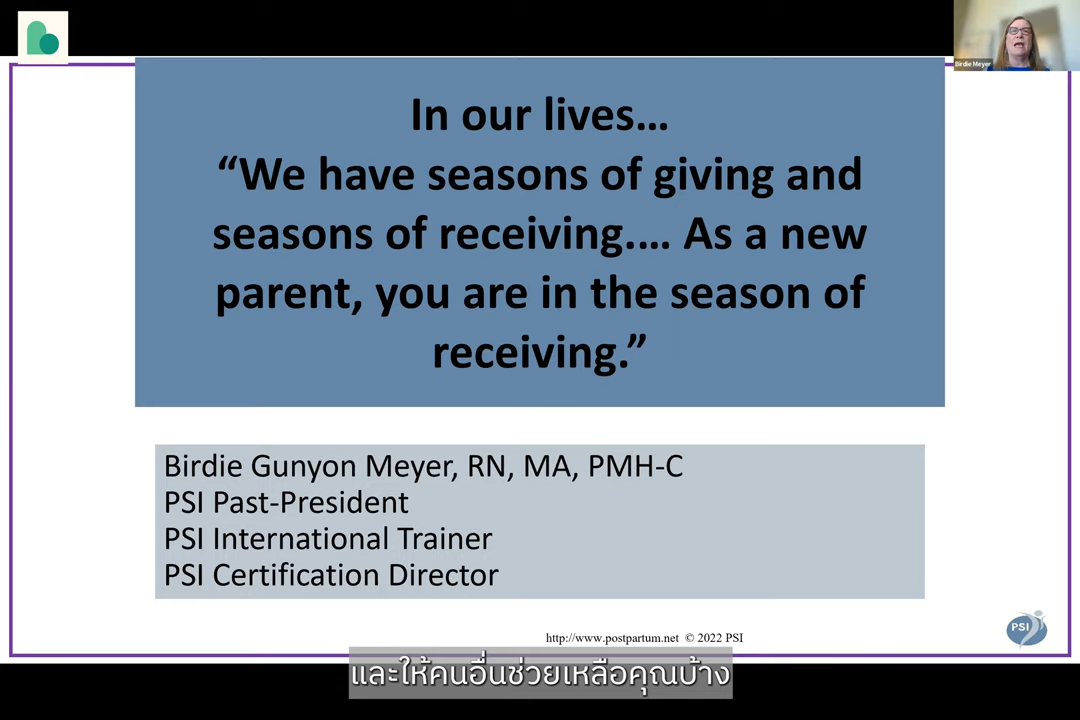 Birdie Meyer
In our lives…
“We have seasons of giving and
seasons of receiving.… As a new
parent, you are in the season of
receiving.”
Birdie Gunyon Meyer, RN, MA, PMH-C
PSI Past-President
PSI International Trainer
PSI Certification Director
http://www.postpartum.net © 2022 PSI
PSI
และให้คนอื่นช่วยเหลือคุณบ้าง